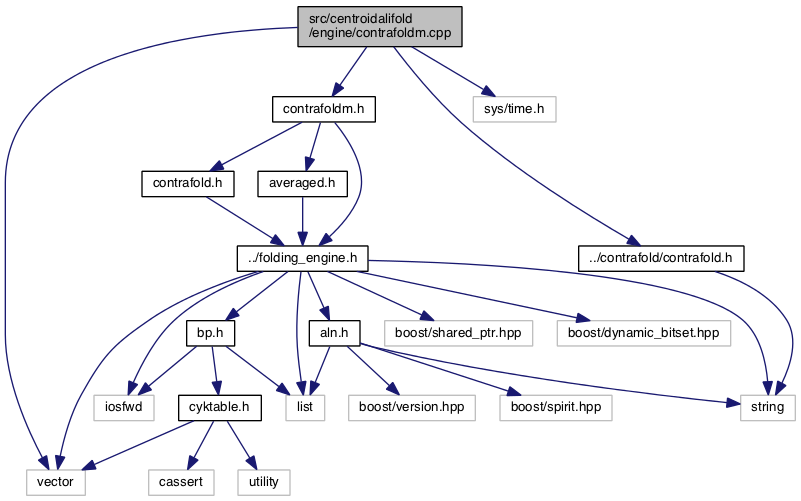 src/centroidalifold
/engine/contrafoldm.cpp
contrafoldm.h
sys/time.h
contrafold.h
averaged.h
../folding_engine.h
../contrafold/contrafold.h
bp.h
aln.h
boost/shared_ptr.hpp
boost/dynamic_bitset.hpp
iosfwd
cyktable.h
list
boost/version.hpp
boost/spirit.hpp
string
vector
cassert
utility